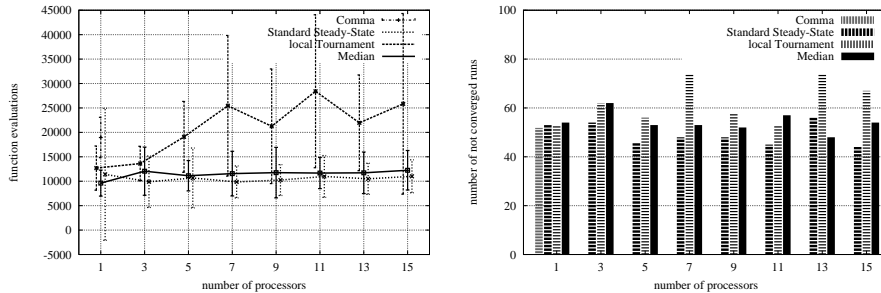 45000
40000
35000
30000
25000
20000
15000
10000
5000
0
-5000
function evaluations
1 3 5 7 9 11 13 15
number of processors
Comma
Standard Steady-State
local Tournament
Median
100
80
60
40
20
0
number of not converged runs
1 3 5 7 9 11 13 15
number of processors
Comma
Standard Steady-State
local Tournament
Median